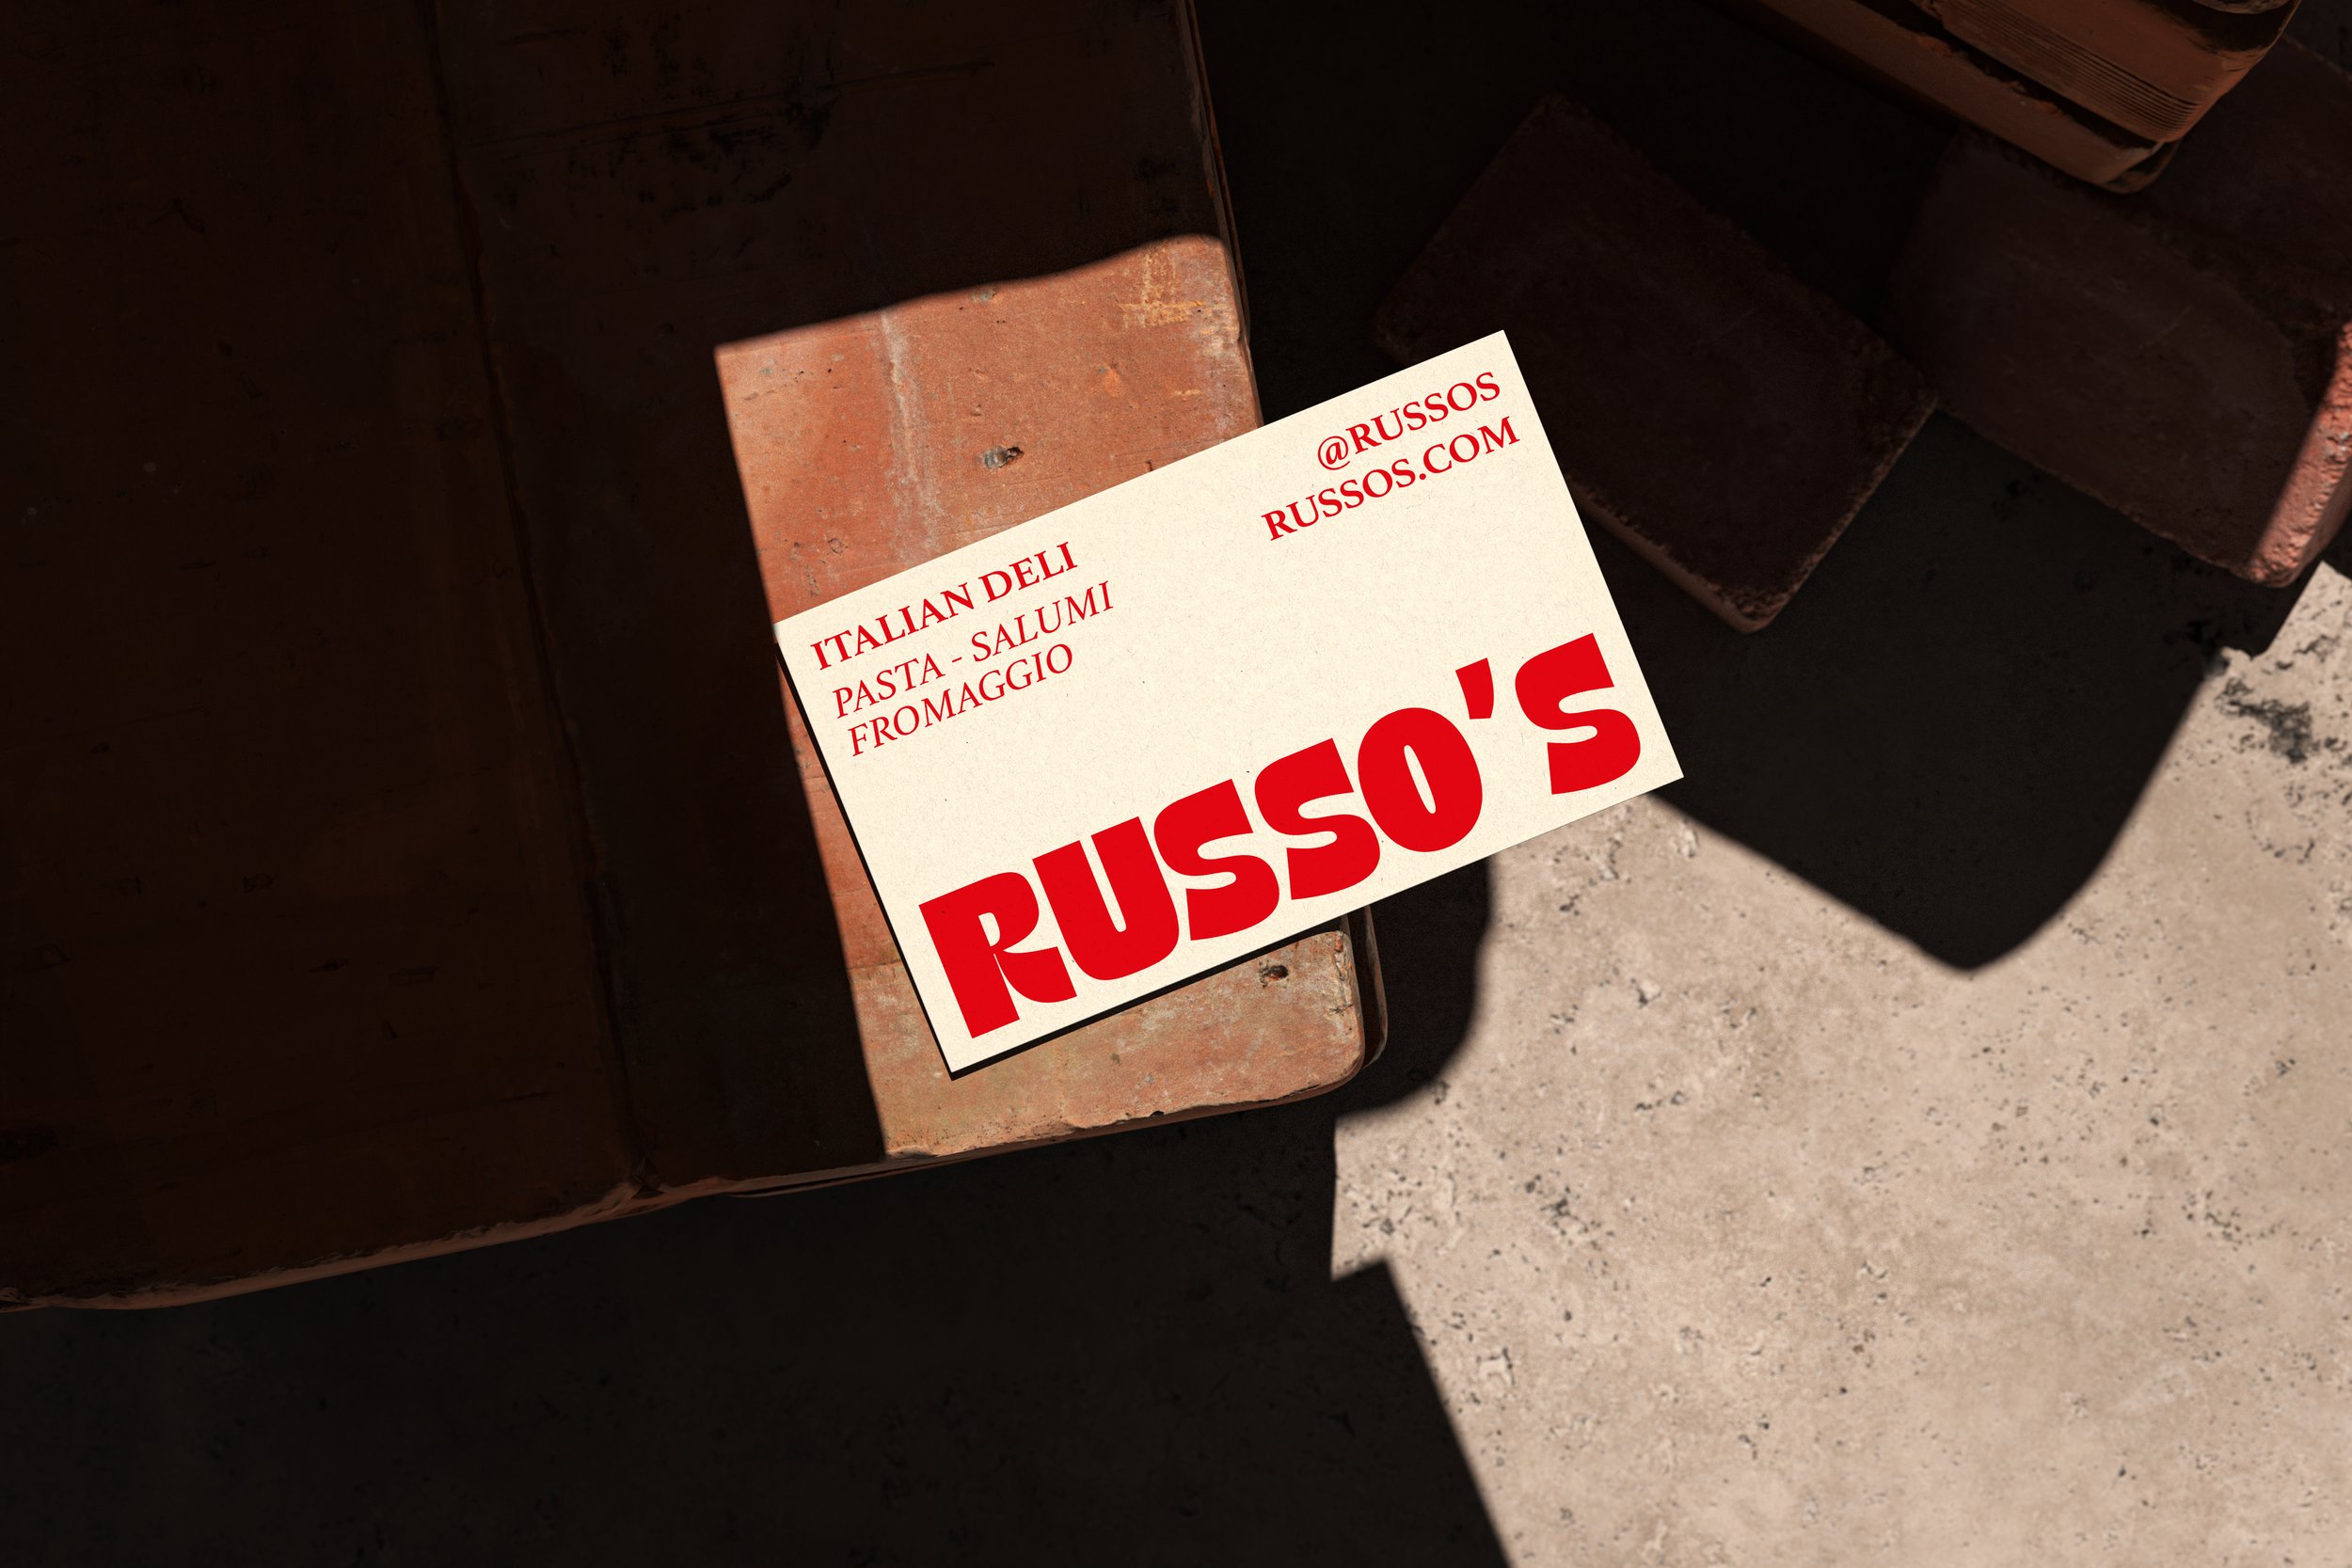 ITALIAN DELI
PASTA - SALUMI
FROMAGGIO
@RUSSOS
RUSSOS.COM
RUSSO'S